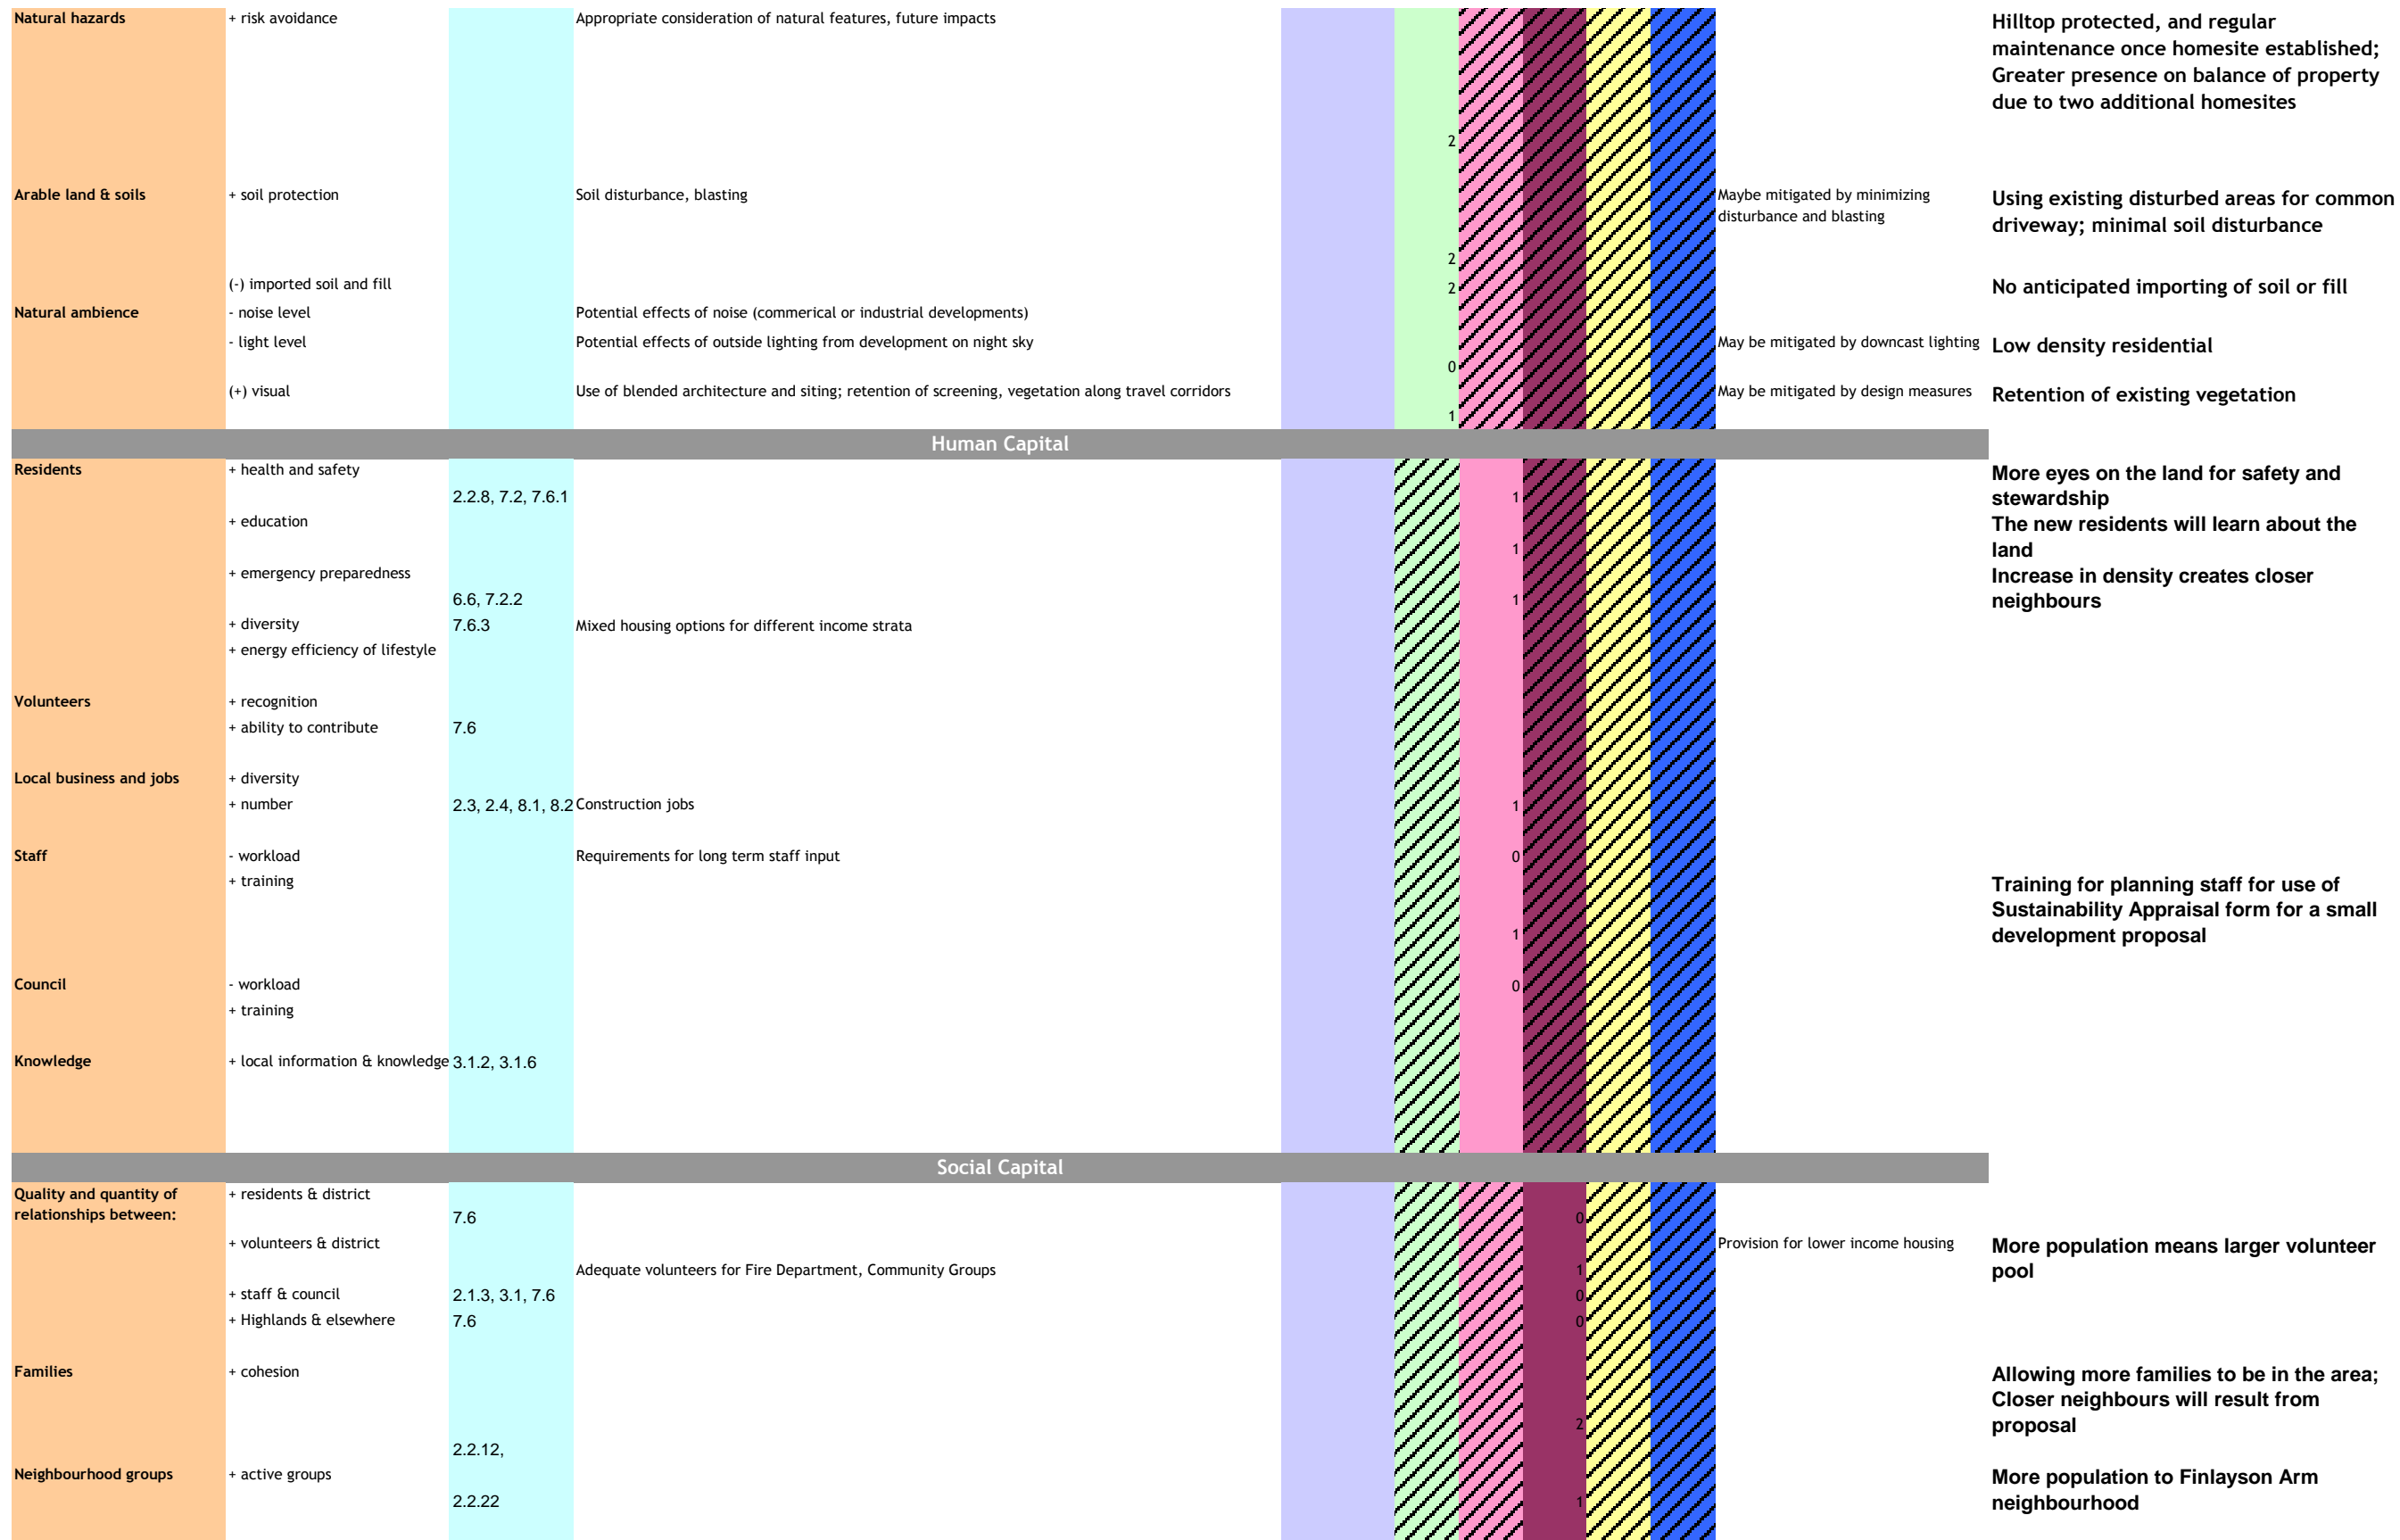 Natural hazards + risk avoidance Appropriate consideration of natural features, future impacts Hilltop protected, and regular
maintenance once homesite established;
Greater presence on balance of property
due to two additional homesites
2
Arable land & soils + soil protection Soil disturbance, blasting Maybe mitigated by minimizing Using existing disturbed areas for common
disturbance and blasting driveway; minimal soil disturbance
2
(-) imported soil and fill 2 No anticipated importing of soil or fill
Natural ambience - noise level Potential effects of noise (commerical or industrial developments)
- light level Potential effects of outside lighting from development on night sky May be mitigated by downcast lighting Low density residential
0
(+) visual Use of blended architecture and siting; retention of screening, vegetation along travel corridors May be mitigated by design measures Retention of existing vegetation
1
Human Capital
Residents + health and safety More eyes on the land for safety and
2.2.8, 7.2, 7.6.1 1 stewardship
+ education The new residents will learn about the
1 land
+ emergency preparedness Increase in density creates closer
6.6, 7.2.2 1 neighbours
+ diversity 7.6.3 Mixed housing options for different income strata
+ energy efficiency of lifestyle
Volunteers + recognition
+ ability to contribute 7.6
Local business and jobs + diversity
+ number 2.3, 2.4, 8.1, 8.2 Construction jobs 1
Staff - workload Requirements for long term staff input 0
+ training Training for planning staff for use of
Sustainability Appraisal form for a small
1 development proposal
Council - workload 0
+ training
Knowledge + local information & knowledge 3.1.2, 3.1.6
Social Capital
Quality and quantity of + residents & district
relationships between: 7.6 0
+ volunteers & district Provision for lower income housing More population means larger volunteer
Adequate volunteers for Fire Department, Community Groups 1 pool
+ staff & council 2.1.3, 3.1, 7.6 0
+ Highlands & elsewhere 7.6 0
Families + cohesion Allowing more families to be in the area;
Closer neighbours will result from
2 proposal
2.2.12,
Neighbourhood groups + active groups More population to Finlayson Arm
2.2.22 1 neighbourhood